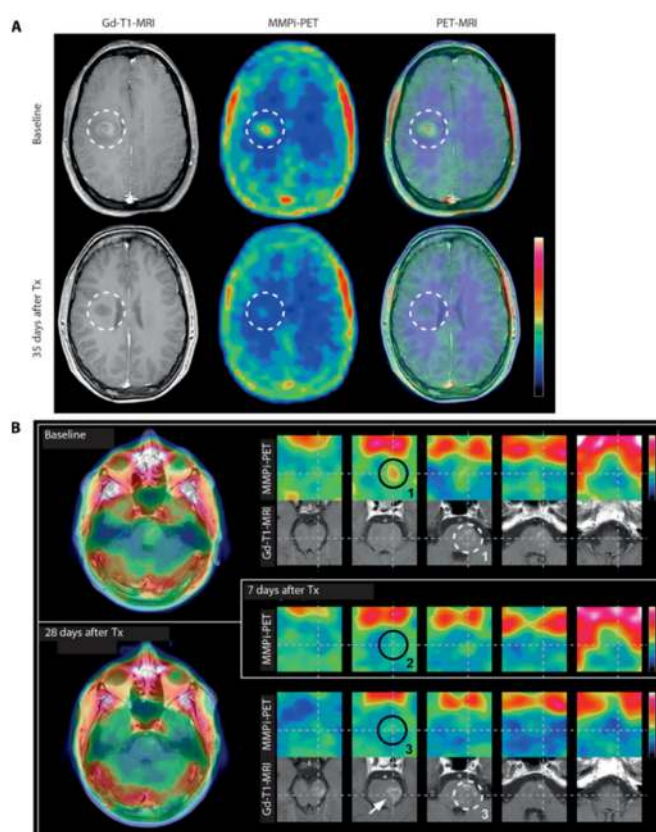 Gd-T1-MRI MMPi-PET PET-MRI
A
Baseline
35 days after Tx
B
Baseline
MMPi-PET
1
Gd-T1-MRI
1
7 days after Tx
MMPi-PET
2
28 days after Tx
MMPi-PET
3
Gd-T1-MRI
3